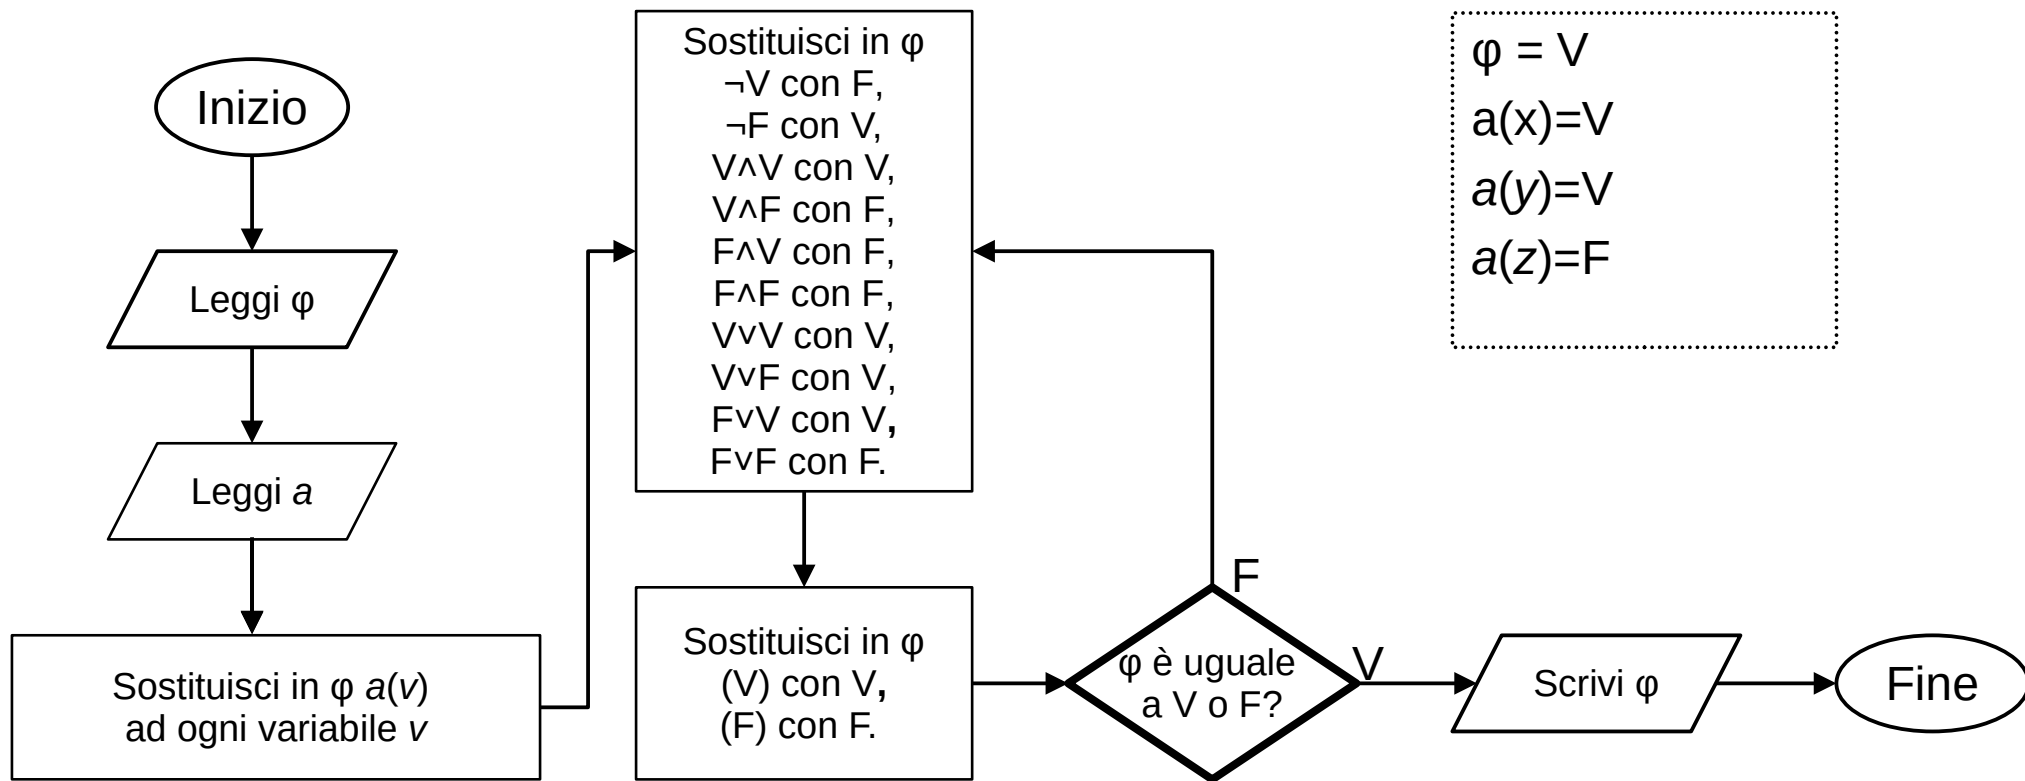 Inizio
Leggi φ
Leggi a
Sostituisci in φ a(v)
ad ogni variabile v
Sostituisci in φ
¬V con F,
¬F con V,
V∧V con V,
V∧F con F,
F∧V con F,
F∧F con F,
V∨V con V,
V∨F con V,
F∨V con V,
F∨F con F.
Sostituisci in φ
(V) con V,
(F) con F.
φ è uguale
a V o F?
F
V
Scrivi φ
Fine
φ = V
a(x)=V
a(y)=V
a(z)=F